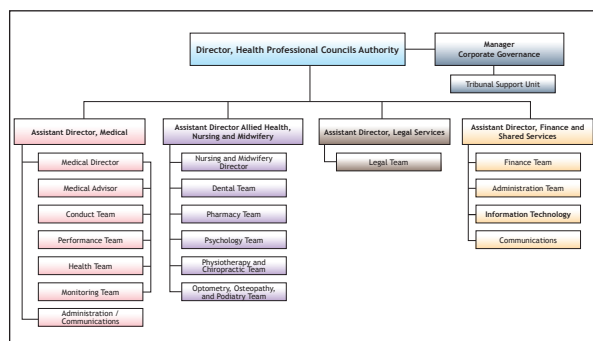 Director, Health Professional Councils Authority
Manager
Corporate Governance
Tribunal Support Unit
Assistant Director, Medical
Medical Director
Medical Advisor
Conduct Team
Performance Team
Health Team
Monitoring Team
Administration /
Communications
Assistant Director Allied Health,
Nursing and Midwifery
Nursing and Midwifery
Director
Dental Team
Pharmacy Team
Psychology Team
Physiotherapy and
Chiropractic Team
Optometry, Osteopathy,
and Podiatry Team
Assistant Director, Legal Services
Legal Team
Assistant Director, Finance and
Shared Services
Finance Team
Administration Team
Information Technology
Communications